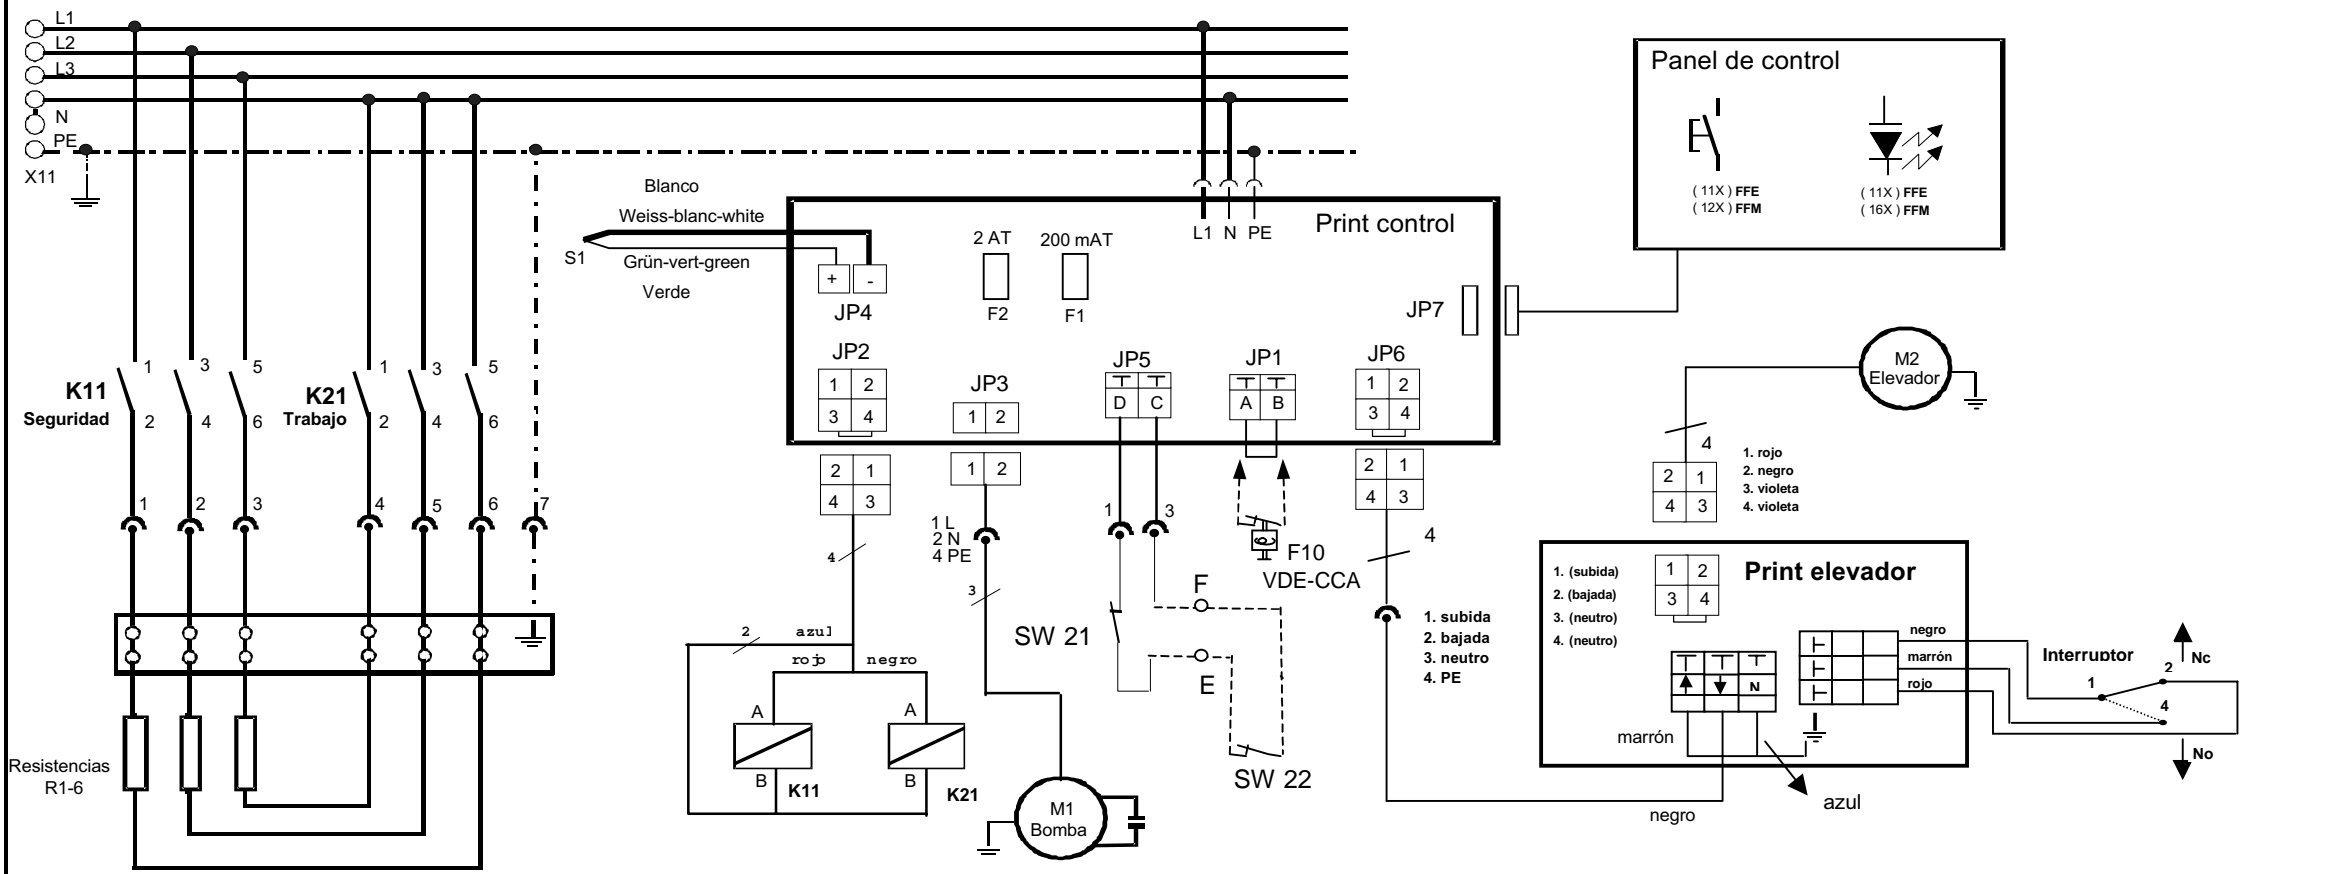 L1
L2
L3
N
PE
X11
K11
Seguridad
1
3
5
2
4
6
K21
Trabajo
1
3
5
2
4
6
1
2
3
4
5
6
7
Resistencias
R1-6
Blanco
Weiss-blanc-white
S1
Grün-vert-green
Verde
Print control
L1 N PE
2 AT
200 mAT
F2
F1
+ -
JP4
JP2
1 2
3 4
JP3
1 2
JP5
D C
JP1
A B
JP6
1 2
3 4
JP7
2 1
4 3
1 2
2 1
4 3
4
1 L
2 N
4 PE
3
2
azul
rojo
negro
A
B
K11
A
B
K21
M1
Bomba
1
3
SW 21
F
E
SW 22
F10
VDE-CCA
4
1. subida
2. bajada
3. neutro
4. PE
negro
Panel de control
( 11X ) FFE
( 12X ) FFM
( 11X ) FFE
( 16X ) FFM
M2
Elevador
4
2 1
4 3
1. rojo
2. negro
3. violeta
4. violeta
Print elevador
1. (subida)
2. (bajada)
3. (neutro)
4. (neutro)
1 2
3 4
N
marrón
azul
negro
marrón
rojo
Interruptor
1
2
4
Nc
No